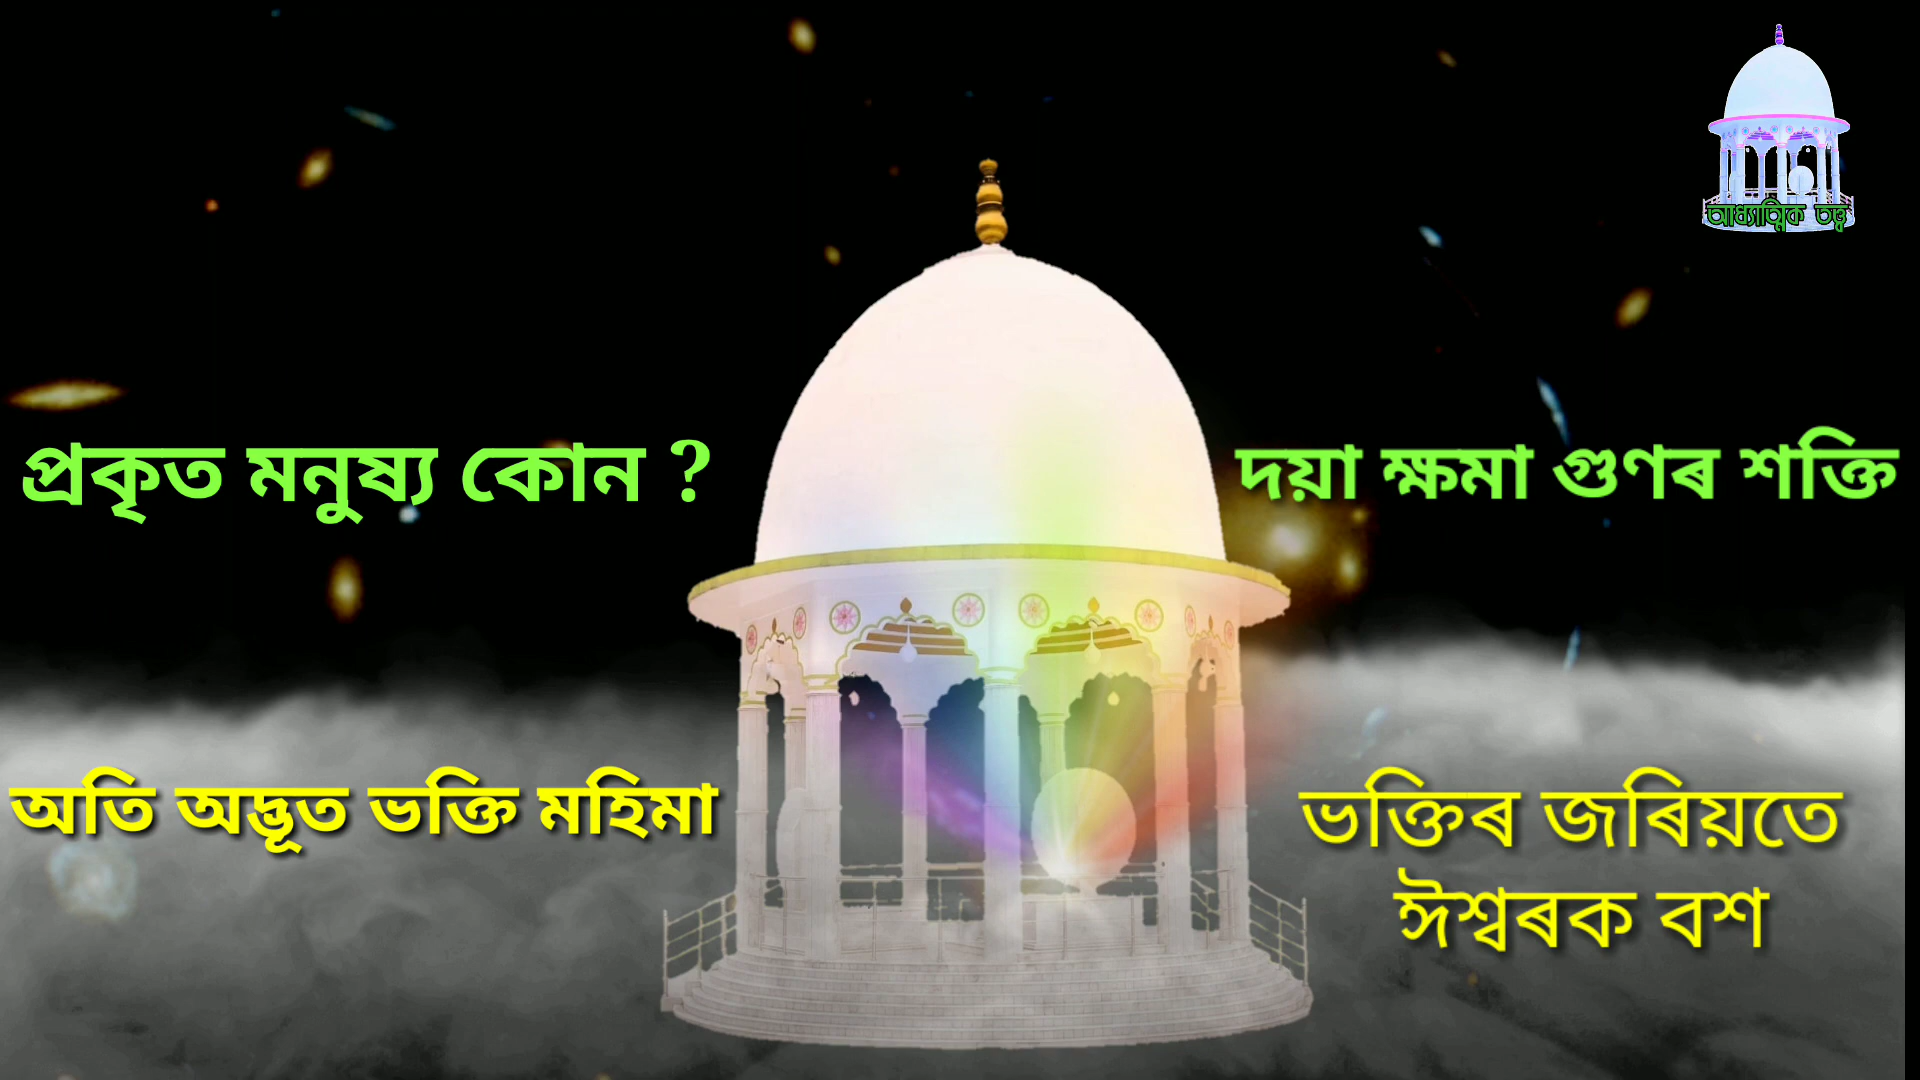 আধ্যাত্মিক তত্ত্ব
প্ৰকৃত মনুষ্য কোন ?
দয়া ক্ষমা গুণৰ শক্তি
অতি অদ্ভূত ভক্তি মহিমা
ভক্তিৰ জৰিয়তে
ঈশ্বৰক বশ